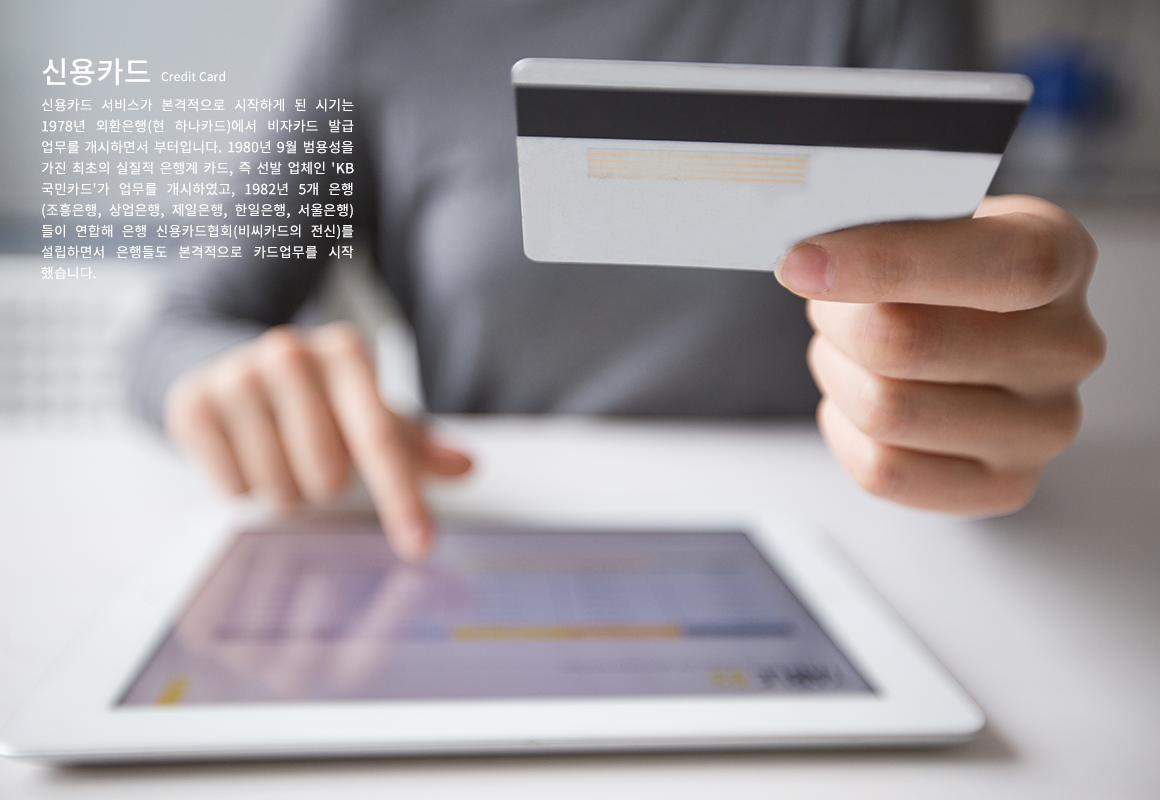 신용카드 Credit Card
신용카드 서비스가 본격적으로 시작하게 된 시기는
1978년 외환은행(현 하나카드)에서 비자카드 발급
업무를 개시하면서 부터입니다. 1980년 9월 범용성을
가진 최초의 실질적 은행계 카드, 즉 선발 업체인 'KB
국민카드'가 업무를 개시하였고, 1982년 5개 은행
(조흥은행, 상업은행, 제일은행, 한일은행, 서울은행)
들이 연합해 은행 신용카드협회(비씨카드의 전신)를
설립하면서 은행들도 본격적으로 카드업무를 시작
했습니다.